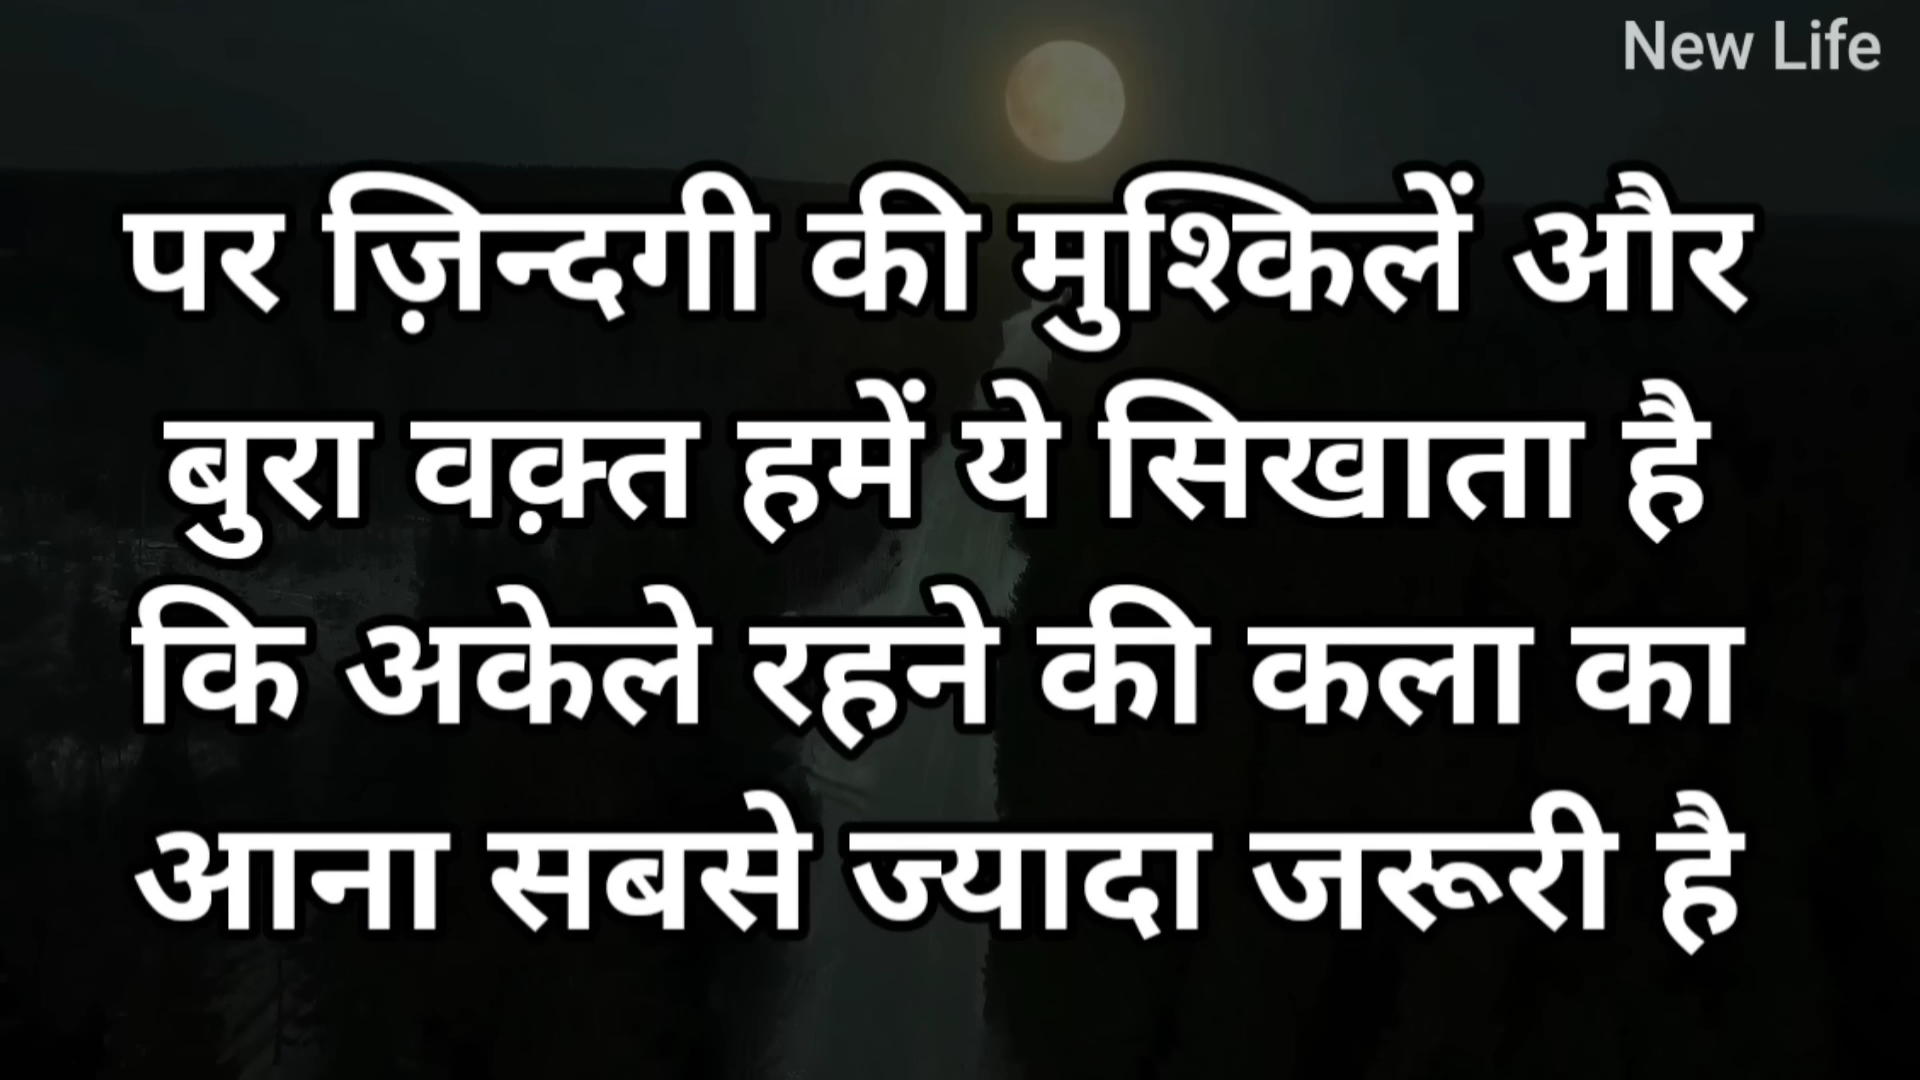 New Life
पर ज़िन्दगी की मुश्किलें और
बुरा वक़्त हमें ये सिखाता है
कि अकेले रहने की कला का
आना सबसे ज्यादा जरूरी है